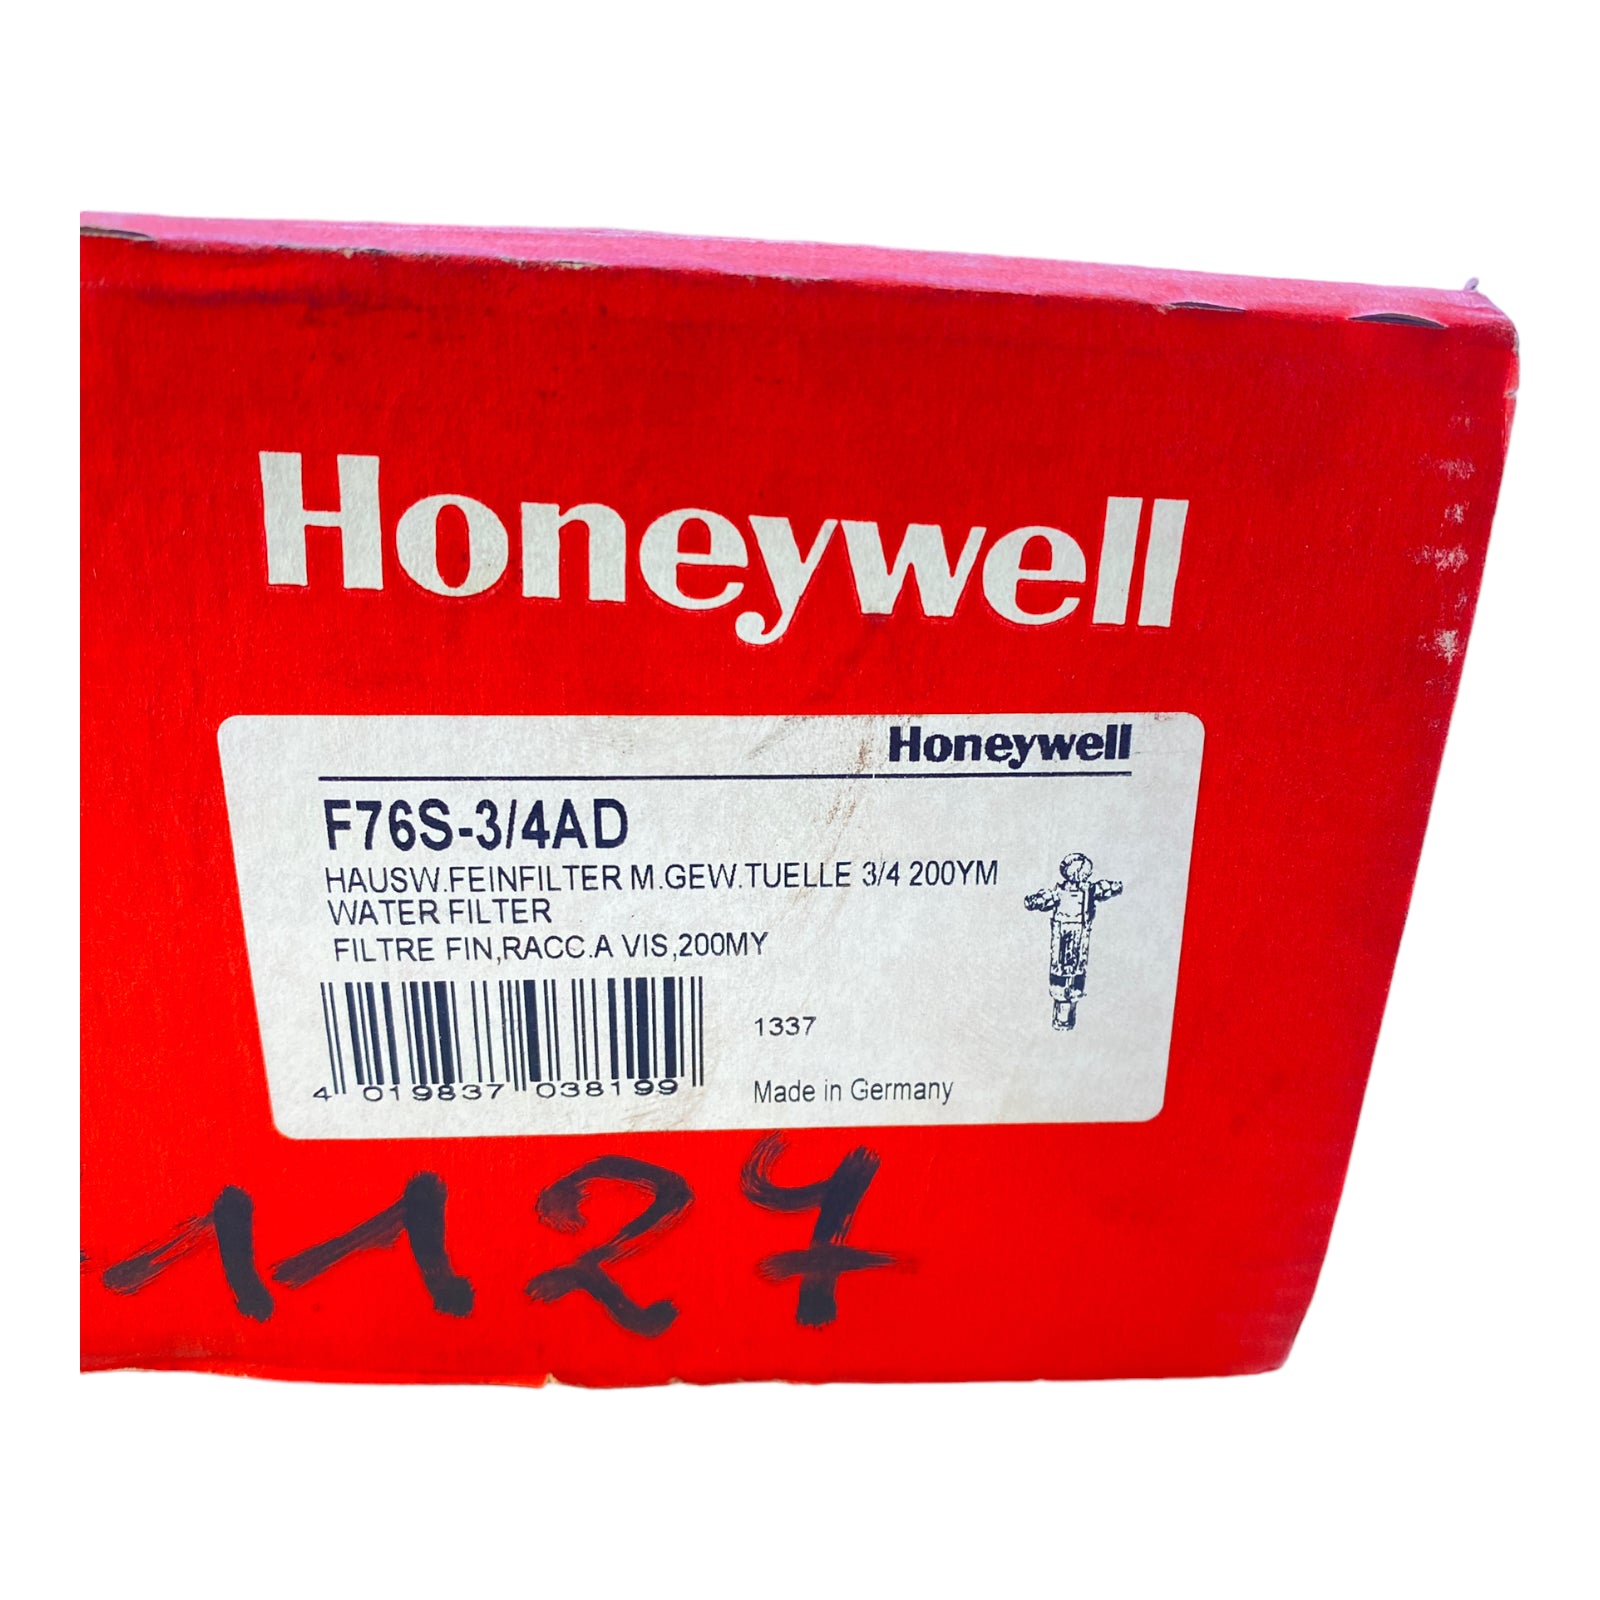 Honeywell
Honeywell
F76S-3/4AD
HAUSW.FEINFILTER M.GEW.TUELLE 3/4 200YM
WATER FILTER
FILTRE FIN,RACC.A VIS,200MY
1337
4 019837 038199
Made in Germany
1127